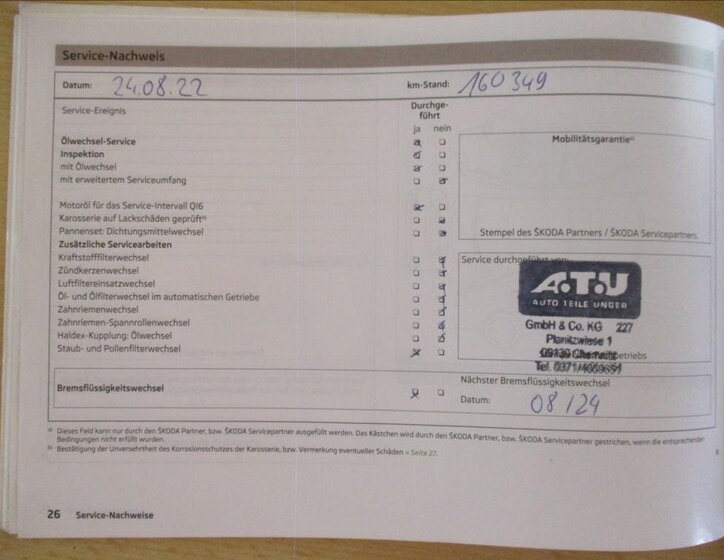 Service-Nachweis
Datum: 24.08.22 km-Stand: 160 349
Service-Ereignis Durchge-
führt
ja nein
Ölwechsel-Service
Mobilitätsgarantie a)
Inspektion
mit Ölwechsel
mit erweitertem Serviceumfang
Motoröl für das Service-Intervall QI6
Karosserie auf Lackschäden geprüft b)
Pannenset: Dichtungsmittelwechsel
Stempel des ŠKODA Partners / ŠKODA Servicepartners
Zusätzliche Servicearbeiten
Kraftstofffilterwechsel
Service durchgeführt von:
Zündkerzenwechsel
Luftfiltereinsatzwechsel
Öl- und Ölfilterwechsel im automatischen Getriebe
Zahnriemenwechsel
Zahnriemen-Spannrollenwechsel
Haldex-Kupplung: Ölwechsel
Staub- und Pollenfilterwechsel
A.T.U
AUTO TEILE UNGER
GmbH & Co. KG 227
Plankzwiese 1
Tel.
Bremsflüssigkeitswechsel
Nächster Bremsflüssigkeitswechsel
Datum: 08/24
a) Dieses Feld kann nur durch den ŠKODA Partner, bzw. ŠKODA Servicepartner ausgefüllt werden. Das Kästchen wird durch den ŠKODA Partner, bzw. ŠKODA Servicepartner gestrichen, wenn die entsprechenden
Bedingungen nicht erfüllt wurden.
b) Bestätigung der Unversehrtheit des Korrosionsschutzes der Karosserie, bzw. Vermerkung eventueller Schäden » Seite 27.
26 Service-Nachweise